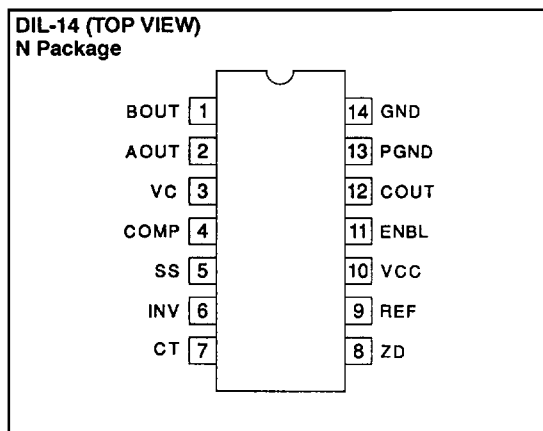 DIL-14 (TOP VIEW)
N Package
BOUT 1 14 GND
AOUT 2 13 PGND
VC 3 12 COUT
COMP 4 11 ENBL
SS 5 10 VCC
INV 6 9 REF
CT 7 8 ZD